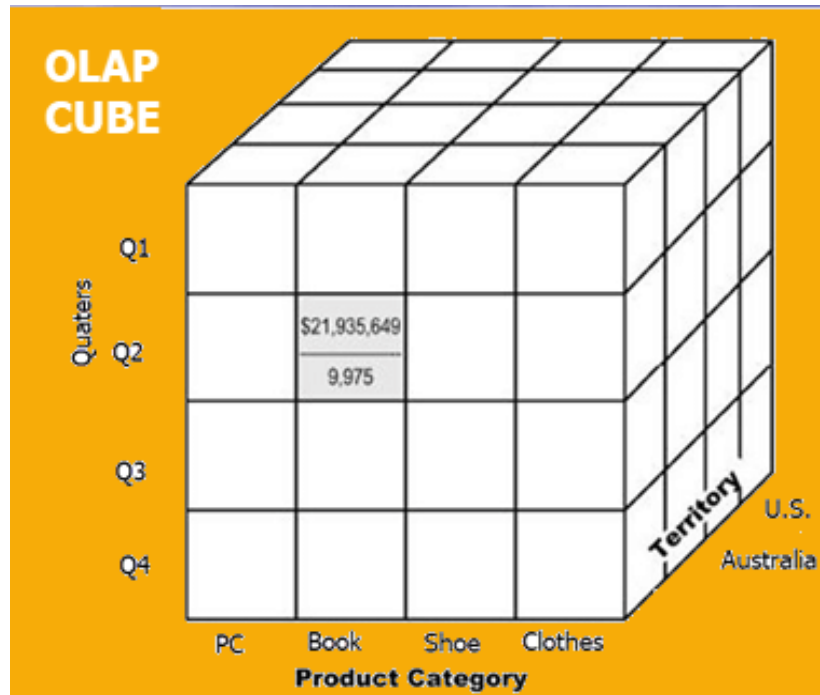 OLAP
CUBE
Q1
Quaters
Q2
$21,935,649
9,975
Q3
Q4
Territory
U.S.
Australia
PC Book Shoe Clothes
Product Category